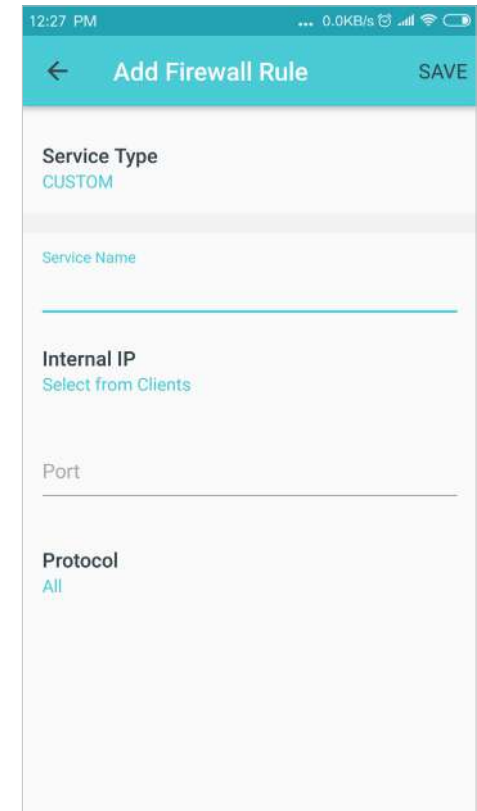 12:27 PM ... 0.0KB/s
Add Firewall Rule SAVE
Service Type
CUSTOM
Service Name
Internal IP
Select from Clients
Port
Protocol
All